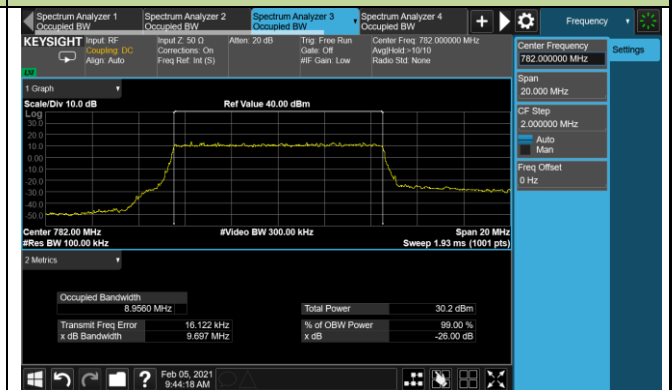 Spectrum Analyzer 1
Occupied BW
Spectrum Analyzer 2
Occupied BW
Spectrum Analyzer 3
Occupied BW
Spectrum Analyzer 4
Occupied BW
+
Frequency
KEYSIGHT
Input: RF
Coupling: DC
Align: Auto
Input Z: 50 Ω
Corrections: On
Freq Ref: Int (S)
Atten: 20 dB
Trig: Free Run
Gate: Off
#IF Gain: Low
Center Freq: 782.000000 MHz
Avg|Hold:>10/10
Radio Std: None
Center Frequency
782.000000 MHz
Settings
Span
20.000 MHz
CF Step
2.000000 MHz
Auto
Man
Freq Offset
0 Hz
1 Graph
Scale/Div 10.0 dB
Ref Value 40.00 dBm
Log
30.0
20.0
10.0
0.00
-10.0
-20.0
-30.0
-40.0
-50.0
Center 782.00 MHz
#Video BW 300.00 kHz
Span 20 MHz
#Res BW 100.00 kHz
Sweep 1.93 ms (1001 pts)
2 Metrics
Occupied Bandwidth
8.9560 MHz
Total Power
30.2 dBm
Transmit Freq Error
16.122 kHz
% of OBW Power
99.00 %
x dB Bandwidth
9.697 MHz
x dB
-26.00 dB
?
Feb 05, 2021
9:44:18 AM